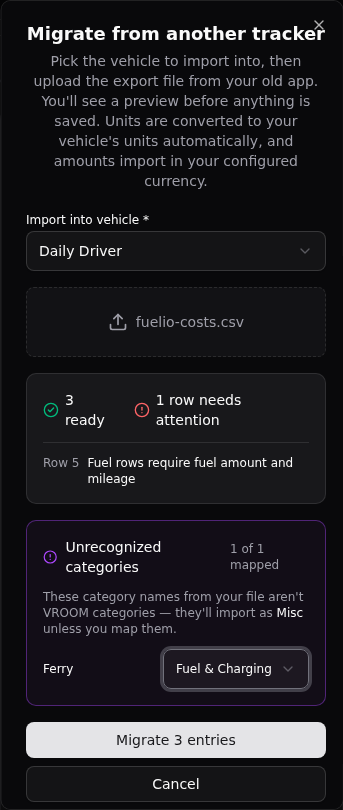 Migrate from another tracker
Pick the vehicle to import into, then
upload the export file from your old app.
You'll see a preview before anything is
saved. Units are converted to your
vehicle's units automatically, and
amounts import in your configured
currency.
Import into vehicle *
Daily Driver
fuelio-costs.csv
3
ready
1 row needs
attention
Row 5
Fuel rows require fuel amount and
mileage
Unrecognized
categories
1 of 1
mapped
These category names from your file aren't
VROOM categories — they'll import as Misc
unless you map them.
Ferry
Fuel & Charging
Migrate 3 entries
Cancel